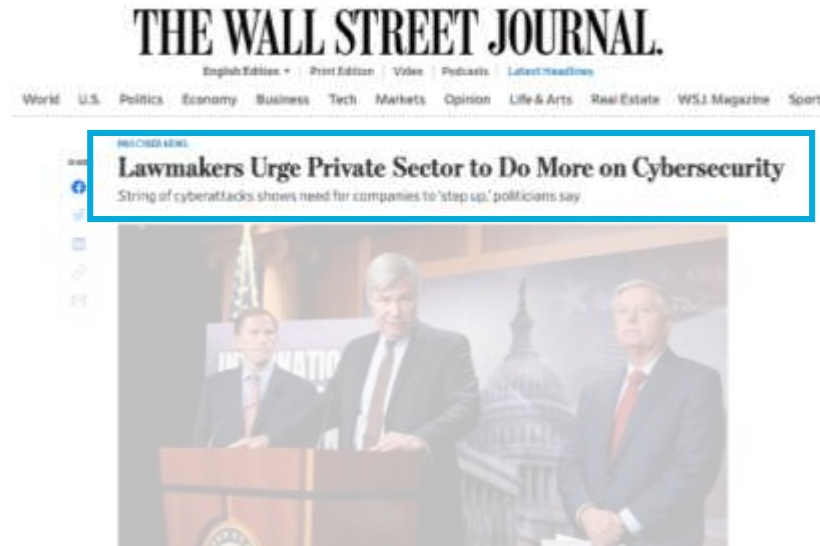 THE WALL STREET JOURNAL.
English Edition Print Edition Video Podcasts Latest Headlines
World U.S. Politics Economy Business Tech Markets Opinion Life & Arts Real Estate WSJ. Magazine Sport
Lawmakers Urge Private Sector to Do More on Cybersecurity
String of cyberattacks shows need for companies to 'step up,' politicians say